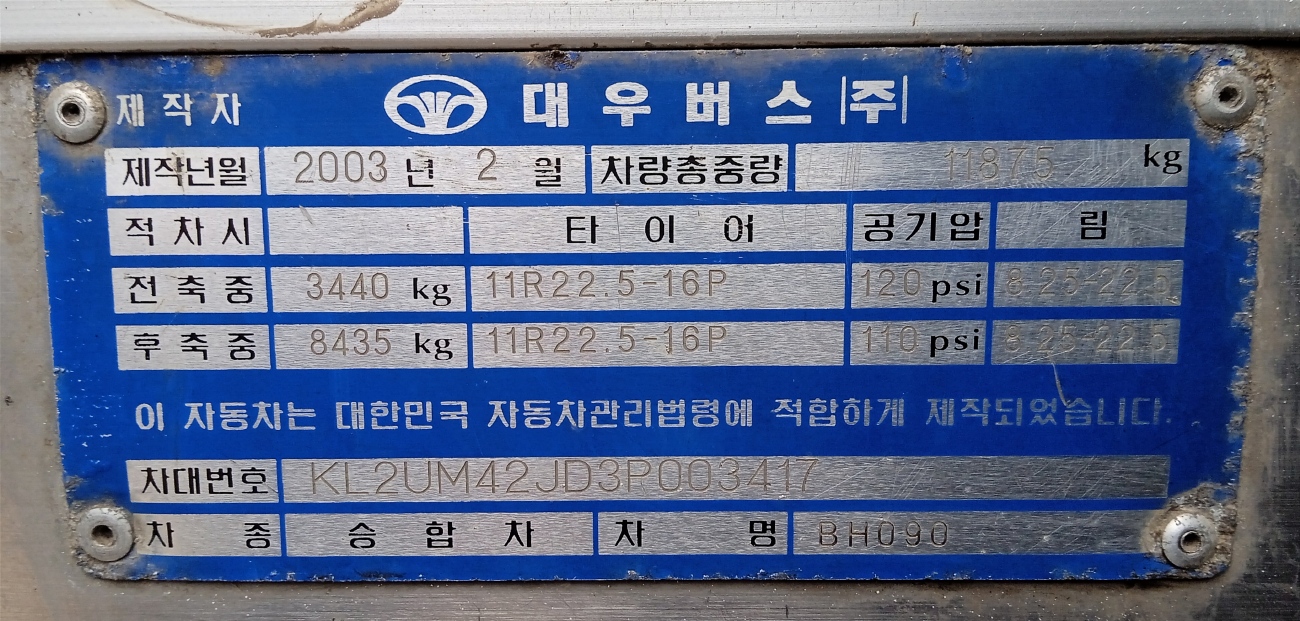 제작자 대우버스(주)
제작년월 2003년 2월 차량총중량 11875 kg
적차시 타이어 공기압 림
전축중 3440 kg 11R22.5-16P 120 psi 8.25-22.5
후축중 8435 kg 11R22.5-16P 110 psi 8.25-22.5
이 자동차는 대한민국 자동차관리법령에 적합하게 제작되었습니다.
차대번호 KL2UM42JD3P003417
차종 승합차 차명 BH090